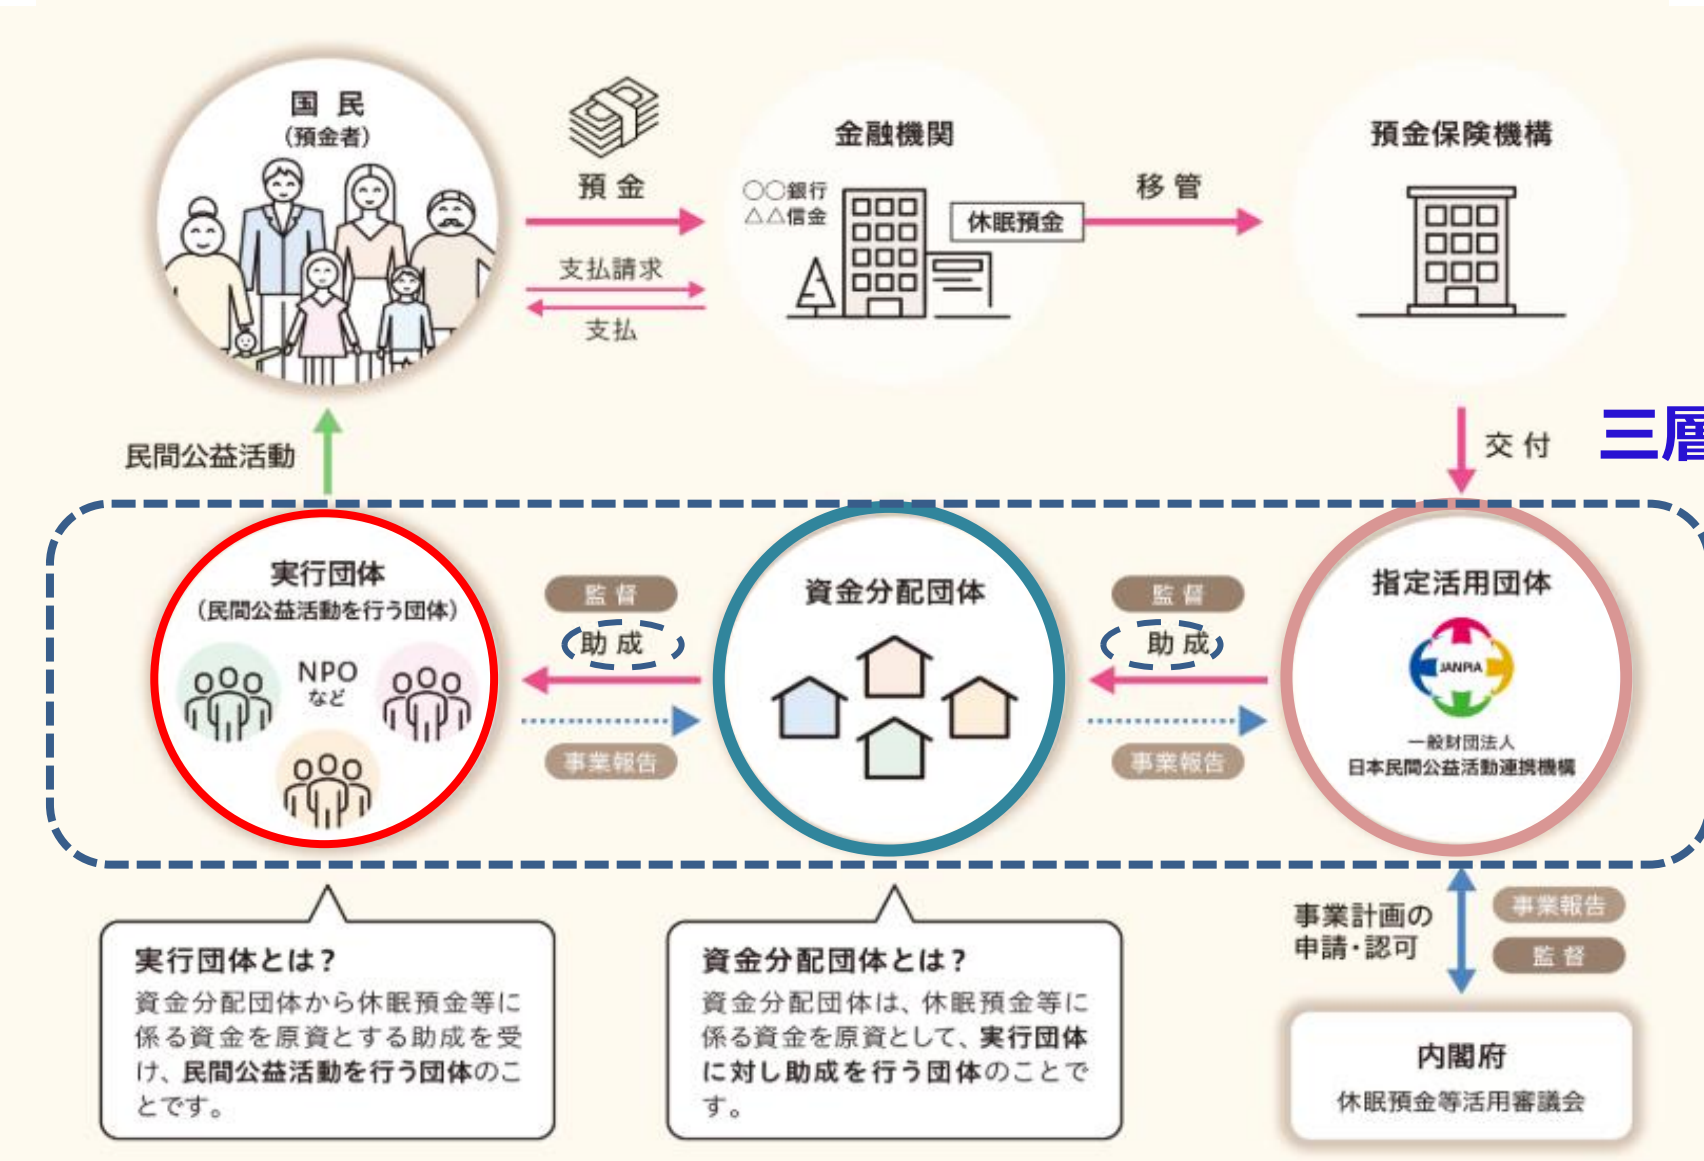 国 民
(預金者)
預 金
支払請求
支払
金融機関
○○銀行
△△信金
休眠預金
移 管
預金保険機構
民間公益活動
交 付
三層
実行団体
(民間公益活動を行う団体)
NPO
など
監 督
助 成
事業報告
資金分配団体
監 督
助 成
事業報告
指定活用団体
JANPIA
一般財団法人
日本民間公益活動連携機構
実行団体とは?
資金分配団体から休眠預金等に
係る資金を原資とする助成を受
け、民間公益活動を行う団体のこ
とです。
資金分配団体とは?
資金分配団体は、休眠預金等に
係る資金を原資として、実行団体
に対し助成を行う団体のことで
す。
事業計画の
申請・認可
事業報告
監 督
内閣府
休眠預金等活用審議会